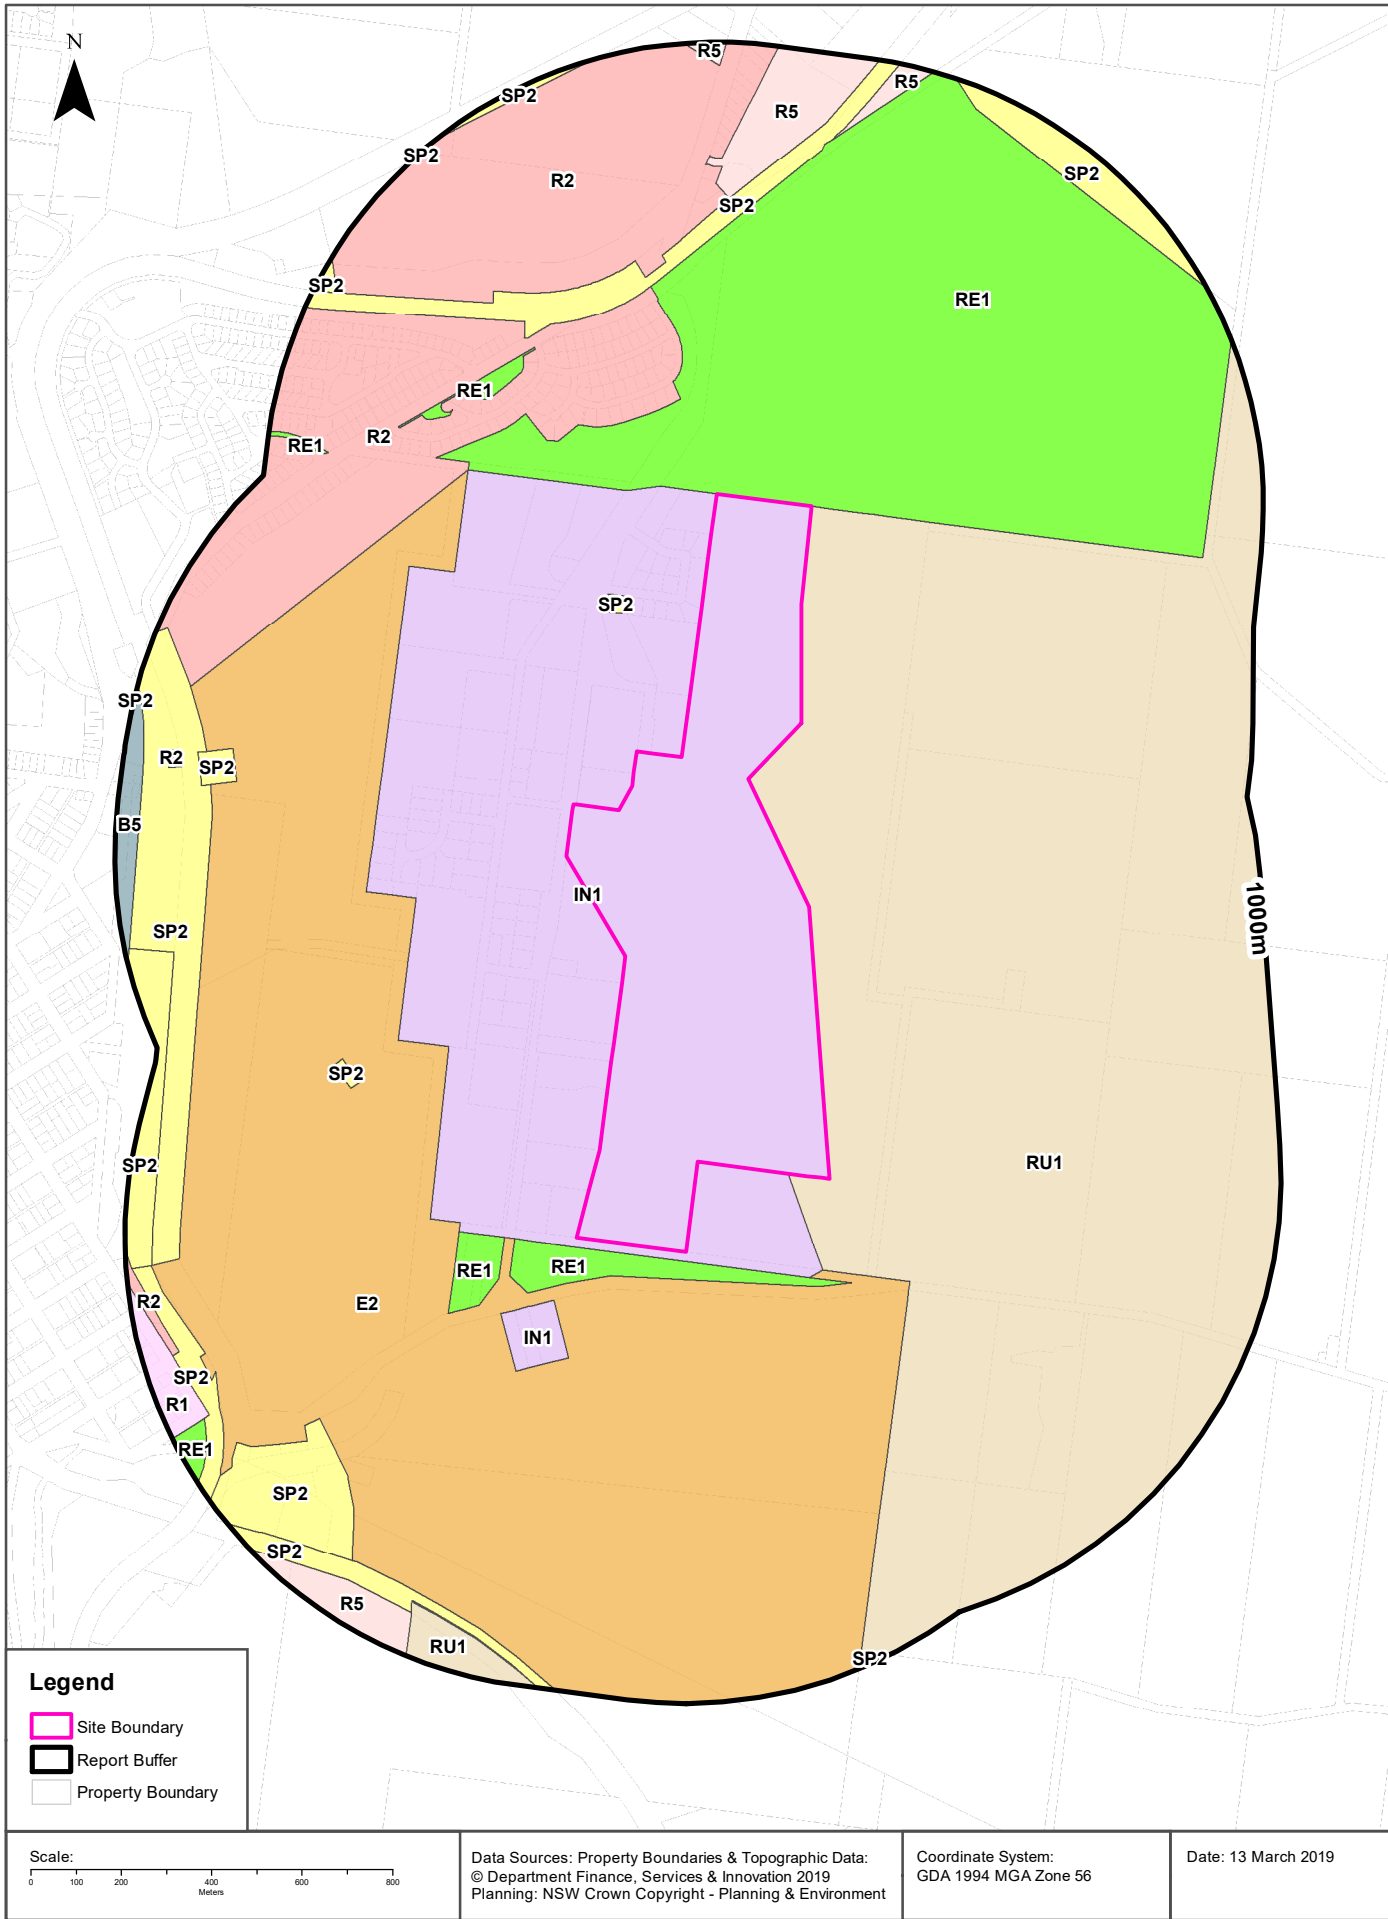 N
R5
SP2
R5
R5
SP2
SP2
R2
SP2
SP2
RE1
RE1
R2
RE1
SP2
SP2
R2
SP2
B5
IN1
1000m
SP2
SP2
SP2
RU1
RE1
RE1
R2
E2
IN1
SP2
R1
RE1
SP2
SP2
R5
RU1
SP2
Legend
Site Boundary
Report Buffer
Property Boundary
Scale:
0 100 200 400 600 800
Meters
Data Sources: Property Boundaries & Topographic Data:
© Department Finance, Services & Innovation 2019
Planning: NSW Crown Copyright - Planning & Environment
Coordinate System:
GDA 1994 MGA Zone 56
Date: 13 March 2019
SP2